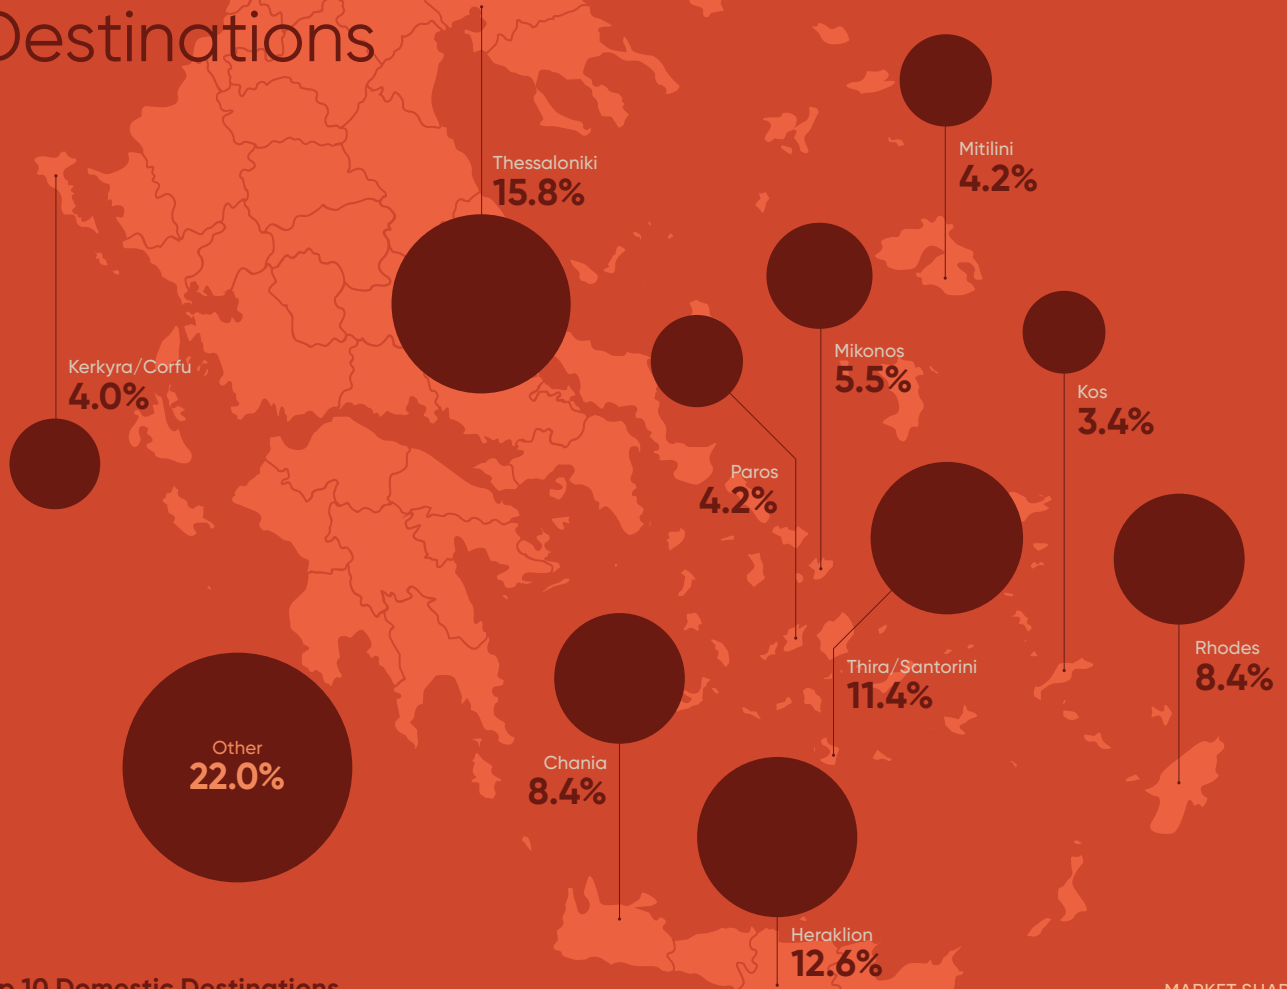 Destinations
Mitilini
4.2%
Thessaloniki
15.8%
Mikonos
5.5%
Kerkyra/Corfu
4.0%
Kos
3.4%
Paros
4.2%
Rhodes
8.4%
Thira/Santorini
11.4%
Other
22.0%
Chania
8.4%
Heraklion
12.6%
10 Domestic Destinations
MARKET